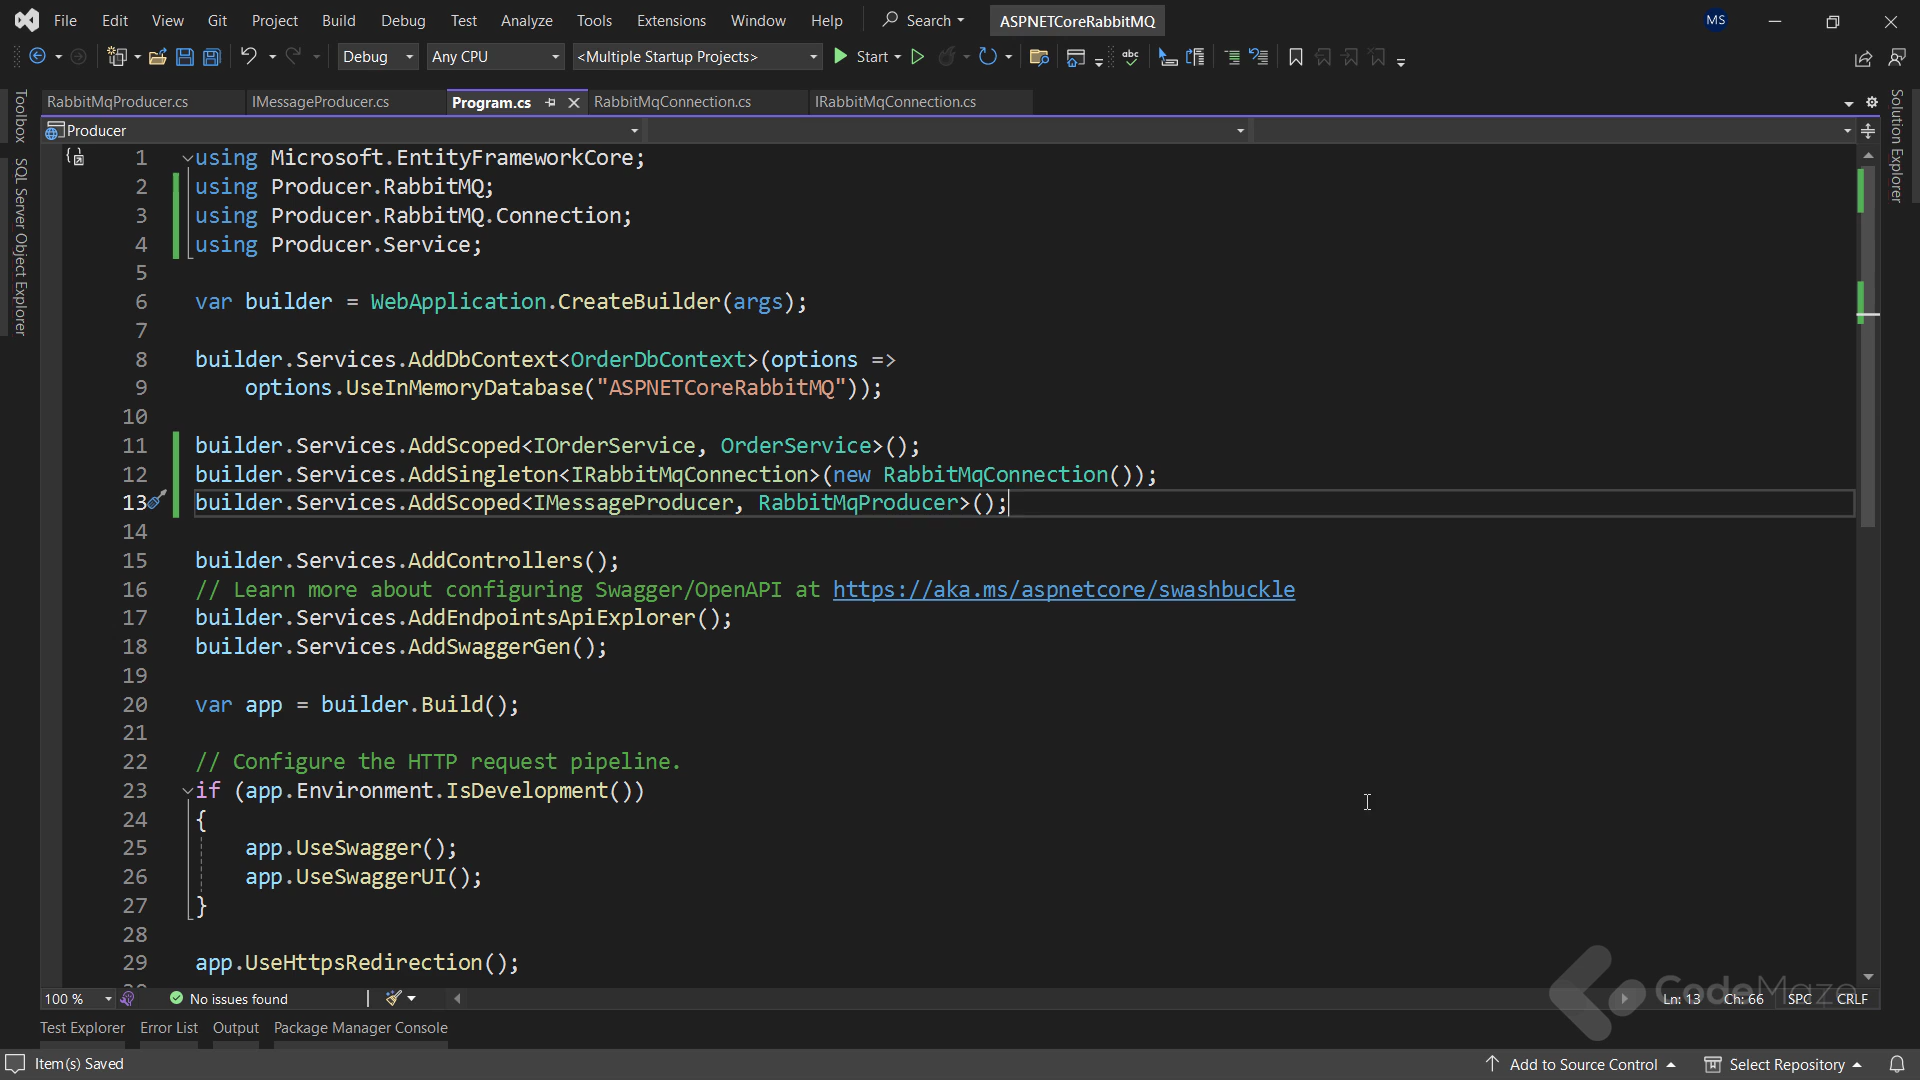 File Edit View Git Project Build Debug Test Analyze Tools Extensions Window Help Search ASPNETCoreRabbitMQ MS
Debug Any CPU <Multiple Startup Projects> Start
Toolbox
SQL Server Object Explorer
RabbitMqProducer.cs IMessageProducer.cs Program.cs RabbitMqConnection.cs IRabbitMqConnection.cs
Solution Explorer
Producer
1 using Microsoft.EntityFrameworkCore;
2 using Producer.RabbitMQ;
3 using Producer.RabbitMQ.Connection;
4 using Producer.Service;
5
6 var builder = WebApplication.CreateBuilder(args);
7
8 builder.Services.AddDbContext<OrderDbContext>(options =>
9 options.UseInMemoryDatabase("ASPNETCoreRabbitMQ"));
10
11 builder.Services.AddScoped<IOrderService, OrderService>();
12 builder.Services.AddSingleton<IRabbitMqConnection>(new RabbitMqConnection());
13 builder.Services.AddScoped<IMessageProducer, RabbitMqProducer>();
14
15 builder.Services.AddControllers();
16 // Learn more about configuring Swagger/OpenAPI at https://aka.ms/aspnetcore/swashbuckle
17 builder.Services.AddEndpointsApiExplorer();
18 builder.Services.AddSwaggerGen();
19
20 var app = builder.Build();
21
22 // Configure the HTTP request pipeline.
23 if (app.Environment.IsDevelopment())
24 {
25 app.UseSwagger();
26 app.UseSwaggerUI();
27 }
28
29 app.UseHttpsRedirection();
100 % No issues found Ln: 13 Ch: 66 SPC CRLF
CodeMaze
Test Explorer Error List Output Package Manager Console
Item(s) Saved Add to Source Control Select Repository